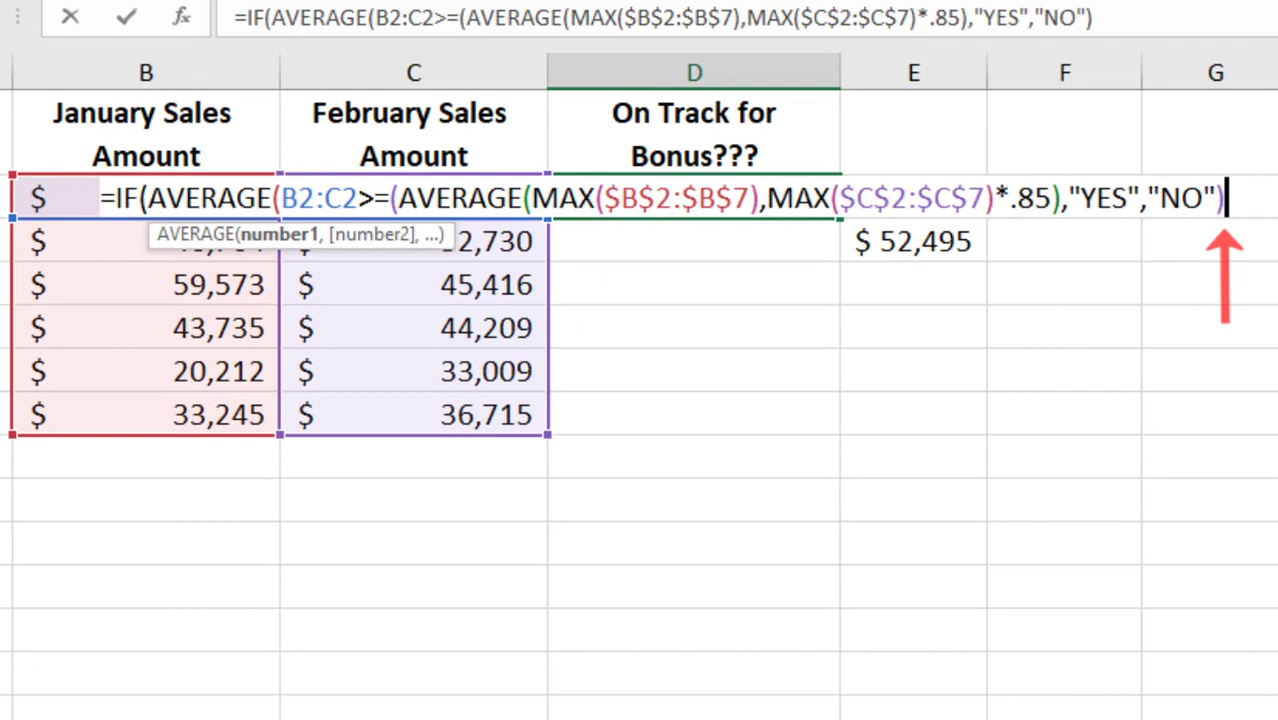 fx =IF(AVERAGE(B2:C2>=(AVERAGE(MAX($B$2:$B$7),MAX($C$2:$C$7)*.85),"YES","NO")
B C D E F G
January Sales Amount February Sales Amount On Track for Bonus???
$ =IF(AVERAGE(B2:C2>=(AVERAGE(MAX($B$2:$B$7),MAX($C$2:$C$7)*.85),"YES","NO")
AVERAGE(number1, [number2], ...)
$ 2,730 $ 52,495
$ 59,573 $ 45,416
$ 43,735 $ 44,209
$ 20,212 $ 33,009
$ 33,245 $ 36,715